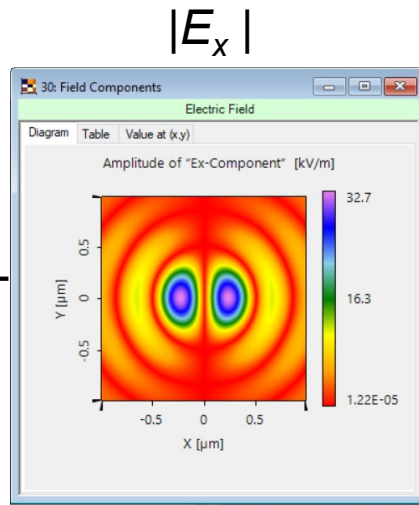 |Eₓ|
30: Field Components
Electric Field
Diagram Table Value at (x,y)
Amplitude of "Ex-Component" [kV/m]
32.7
16.3
1.22E-05
Y [µm]
0.5
0
-0.5
-0.5 0 0.5
X [µm]